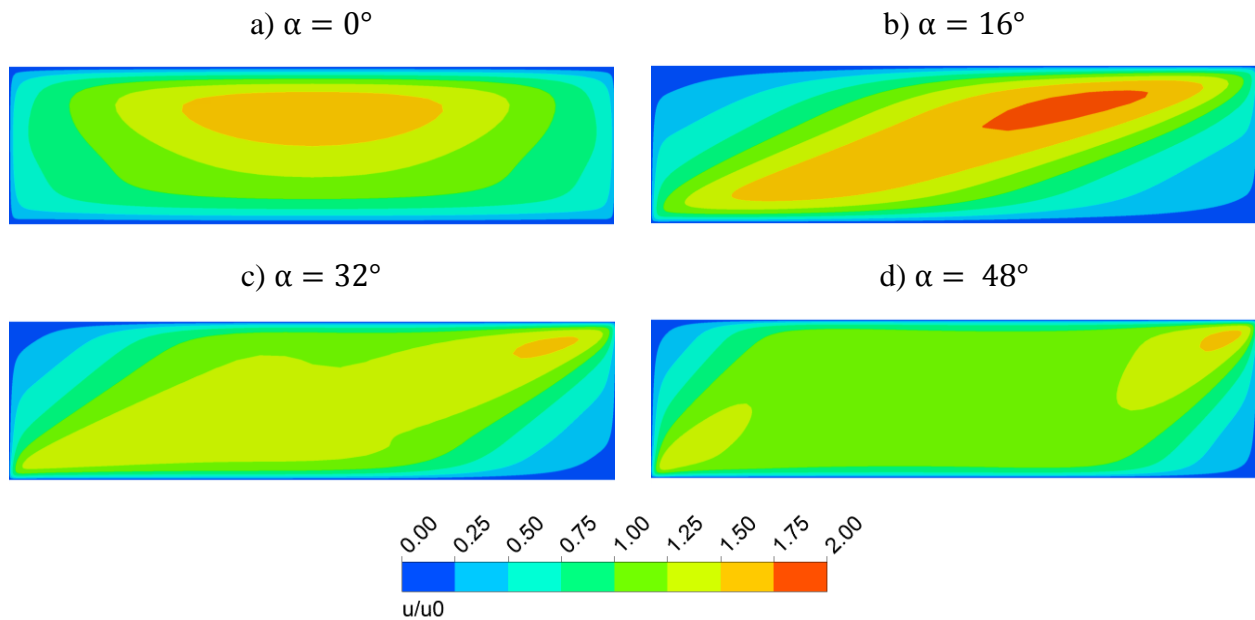 a) α = 0°
b) α = 16°
c) α = 32°
d) α = 48°
0.00 0.25 0.50 0.75 1.00 1.25 1.50 1.75 2.00
u/u0